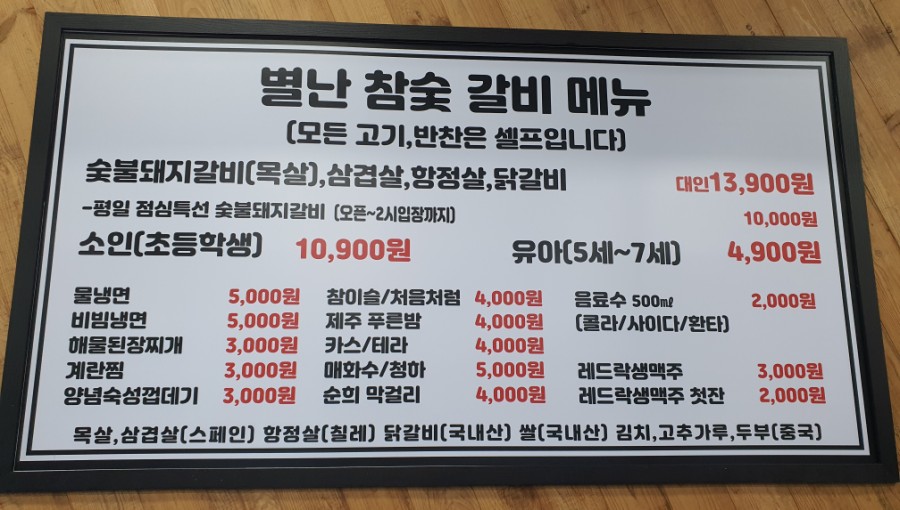 별난 참숯 갈비 메뉴
(모든 고기,반찬은 셀프입니다)
숯불돼지갈비(목살),삼겹살,항정살,닭갈비 대인13,900원
-평일 점심특선 숯불돼지갈비 (오픈~2시입장까지) 10,000원
소인(초등학생) 10,900원 유아(5세~7세) 4,900원
물냉면 5,000원 참이슬/처음처럼 4,000원 음료수 500㎖ 2,000원
비빔냉면 5,000원 제주 푸른밤 4,000원 (콜라/사이다/환타)
해물된장찌개 3,000원 카스/테라 4,000원
계란찜 3,000원 매화수/청하 5,000원 레드락생맥주 3,000원
양념숙성껍데기 3,000원 순희 막걸리 4,000원 레드락생맥주 첫잔 2,000원
목살,삼겹살(스페인) 항정살(칠레) 닭갈비(국내산) 쌀(국내산) 김치,고추가루,두부(중국)